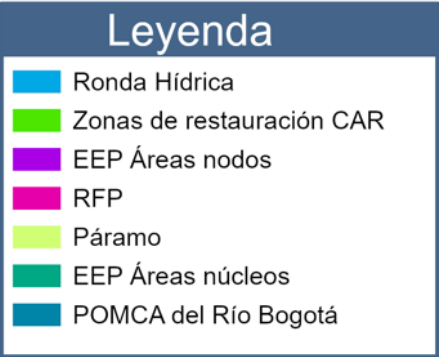 Leyenda
Ronda Hídrica
Zonas de restauración CAR
EEP Áreas nodos
RFP
Páramo
EEP Áreas núcleos
POMCA del Río Bogotá